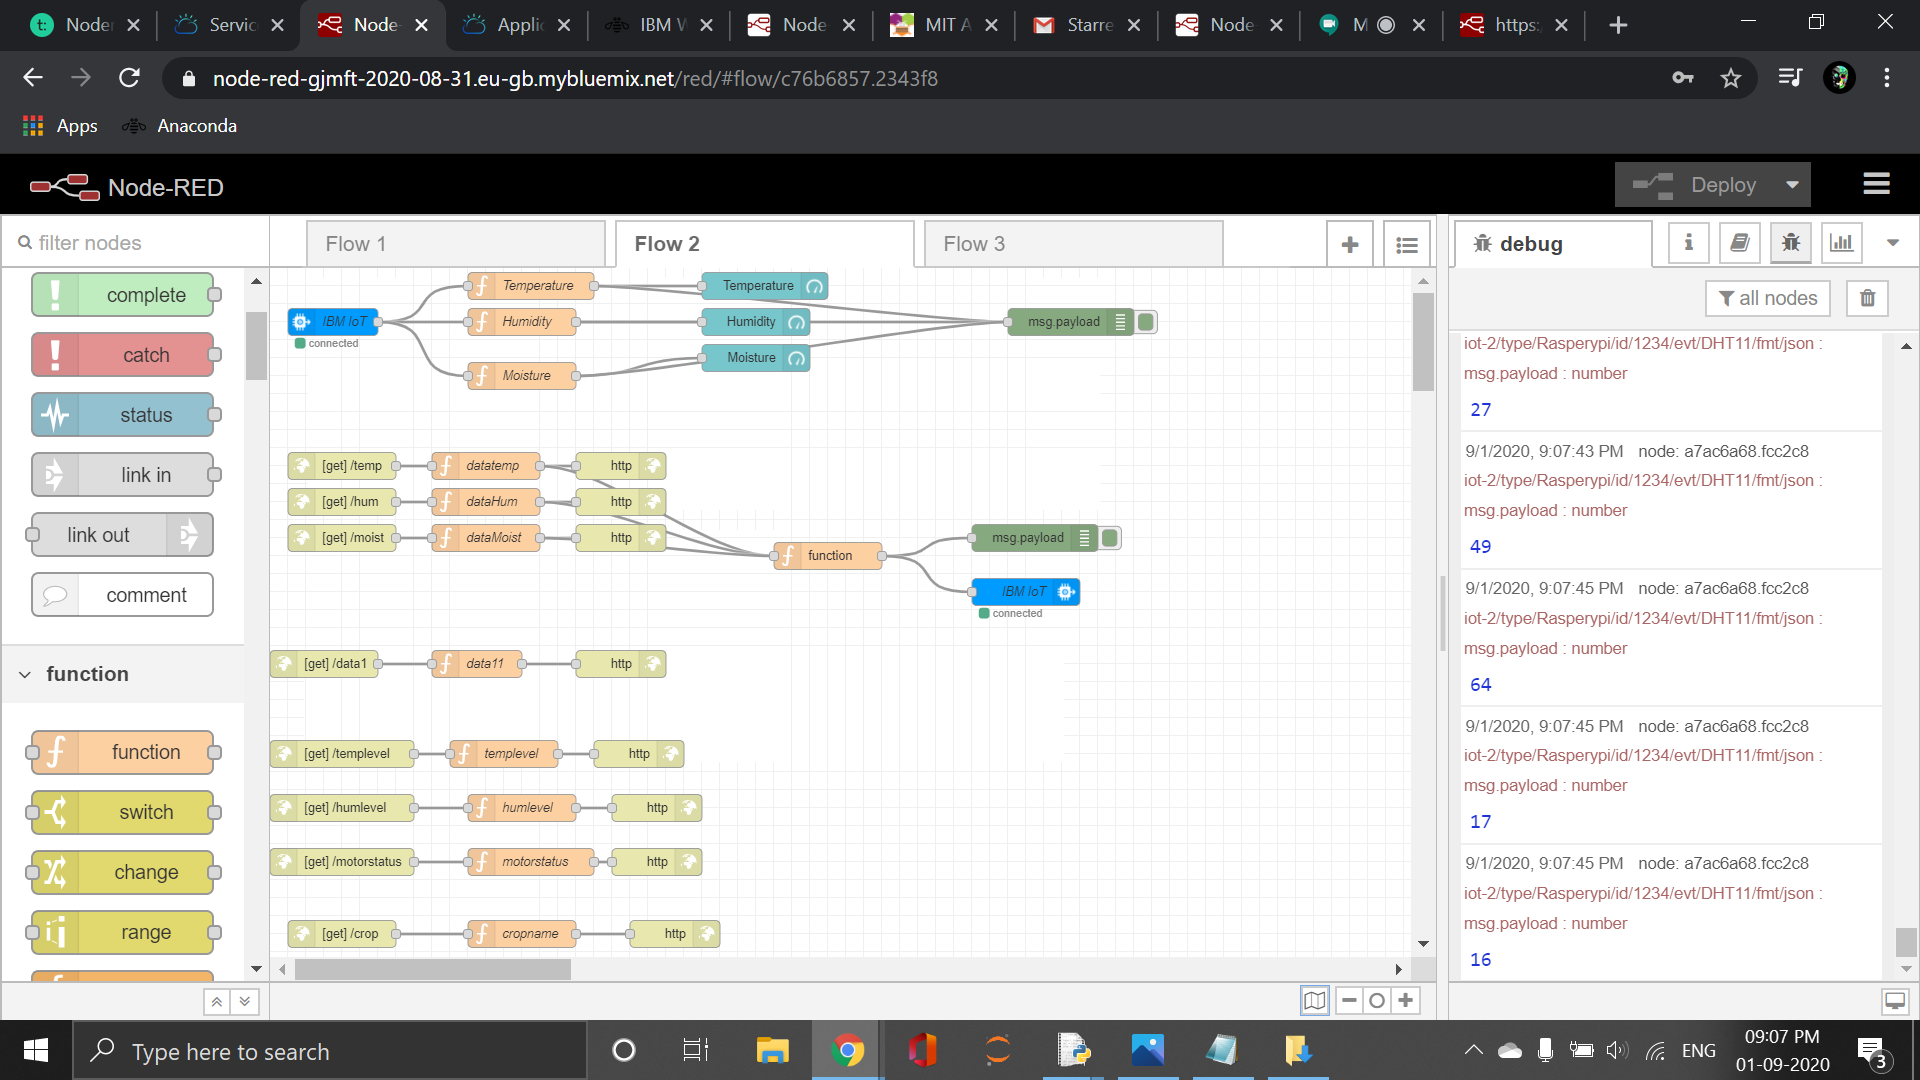 Node Servic Node- Applic IBM W Node- MIT A Starre Node M https:
node-red-gjmft-2020-08-31.eu-gb.mybluemix.net/red/#flow/c76b6857.2343f8
Apps Anaconda
Node-RED Deploy
filter nodes Flow 1 Flow 2 Flow 3 debug
all nodes
complete
catch
status
link in
link out
comment
function
function
switch
change
range
Temperature Temperature
IBM IoT Humidity Humidity msg.payload
connected
Moisture Moisture
[get] /temp datatemp http
[get] /hum dataHum http
[get] /moist dataMoist http
function
msg.payload
IBM IoT
connected
[get] /data1 data11 http
[get] /templevel templevel http
[get] /humlevel humlevel http
[get] /motorstatus motorstatus http
[get] /crop cropname http
iot-2/type/Rasperypi/id/1234/evt/DHT11/fmt/json :
msg.payload : number
27
9/1/2020, 9:07:43 PM node: a7ac6a68.fcc2c8
iot-2/type/Rasperypi/id/1234/evt/DHT11/fmt/json :
msg.payload : number
49
9/1/2020, 9:07:45 PM node: a7ac6a68.fcc2c8
iot-2/type/Rasperypi/id/1234/evt/DHT11/fmt/json :
msg.payload : number
64
9/1/2020, 9:07:45 PM node: a7ac6a68.fcc2c8
iot-2/type/Rasperypi/id/1234/evt/DHT11/fmt/json :
msg.payload : number
17
9/1/2020, 9:07:45 PM node: a7ac6a68.fcc2c8
iot-2/type/Rasperypi/id/1234/evt/DHT11/fmt/json :
msg.payload : number
16
Type here to search
ENG
09:07 PM
01-09-2020
3